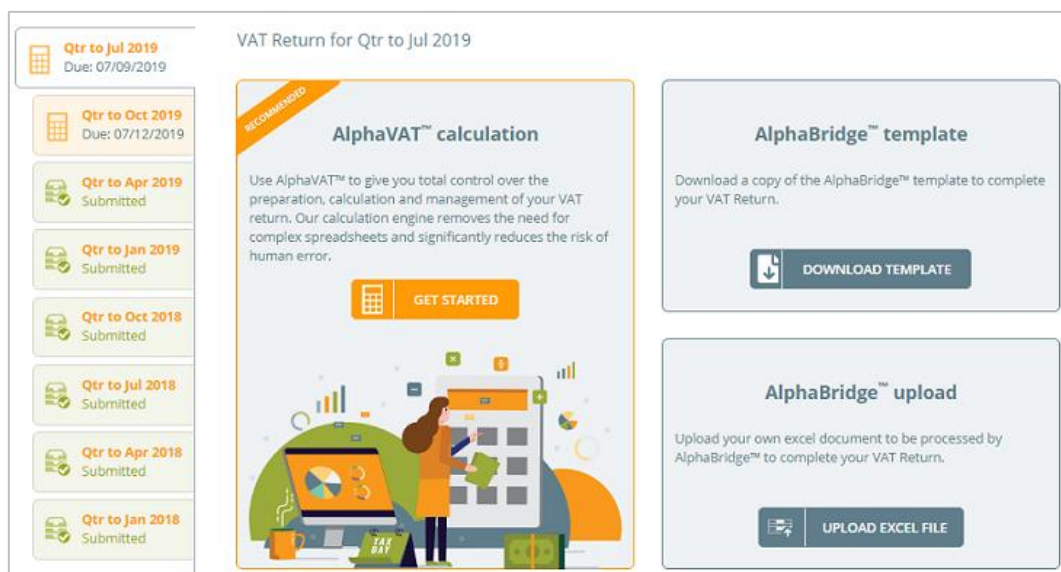 Qtr to Jul 2019
Due: 07/09/2019
Qtr to Oct 2019
Due: 07/12/2019
Qtr to Apr 2019
Submitted
Qtr to Jan 2019
Submitted
Qtr to Oct 2018
Submitted
Qtr to Jul 2018
Submitted
Qtr to Apr 2018
Submitted
Qtr to Jan 2018
Submitted
VAT Return for Qtr to Jul 2019
RECOMMENDED
AlphaVAT™ calculation
Use AlphaVAT™ to give you total control over the
preparation, calculation and management of your VAT
return. Our calculation engine removes the need for
complex spreadsheets and significantly reduces the risk of
human error.
GET STARTED
TAX
DAY
AlphaBridge™ template
Download a copy of the AlphaBridge™ template to complete
your VAT Return.
DOWNLOAD TEMPLATE
AlphaBridge™ upload
Upload your own excel document to be processed by
AlphaBridge™ to complete your VAT Return.
UPLOAD EXCEL FILE